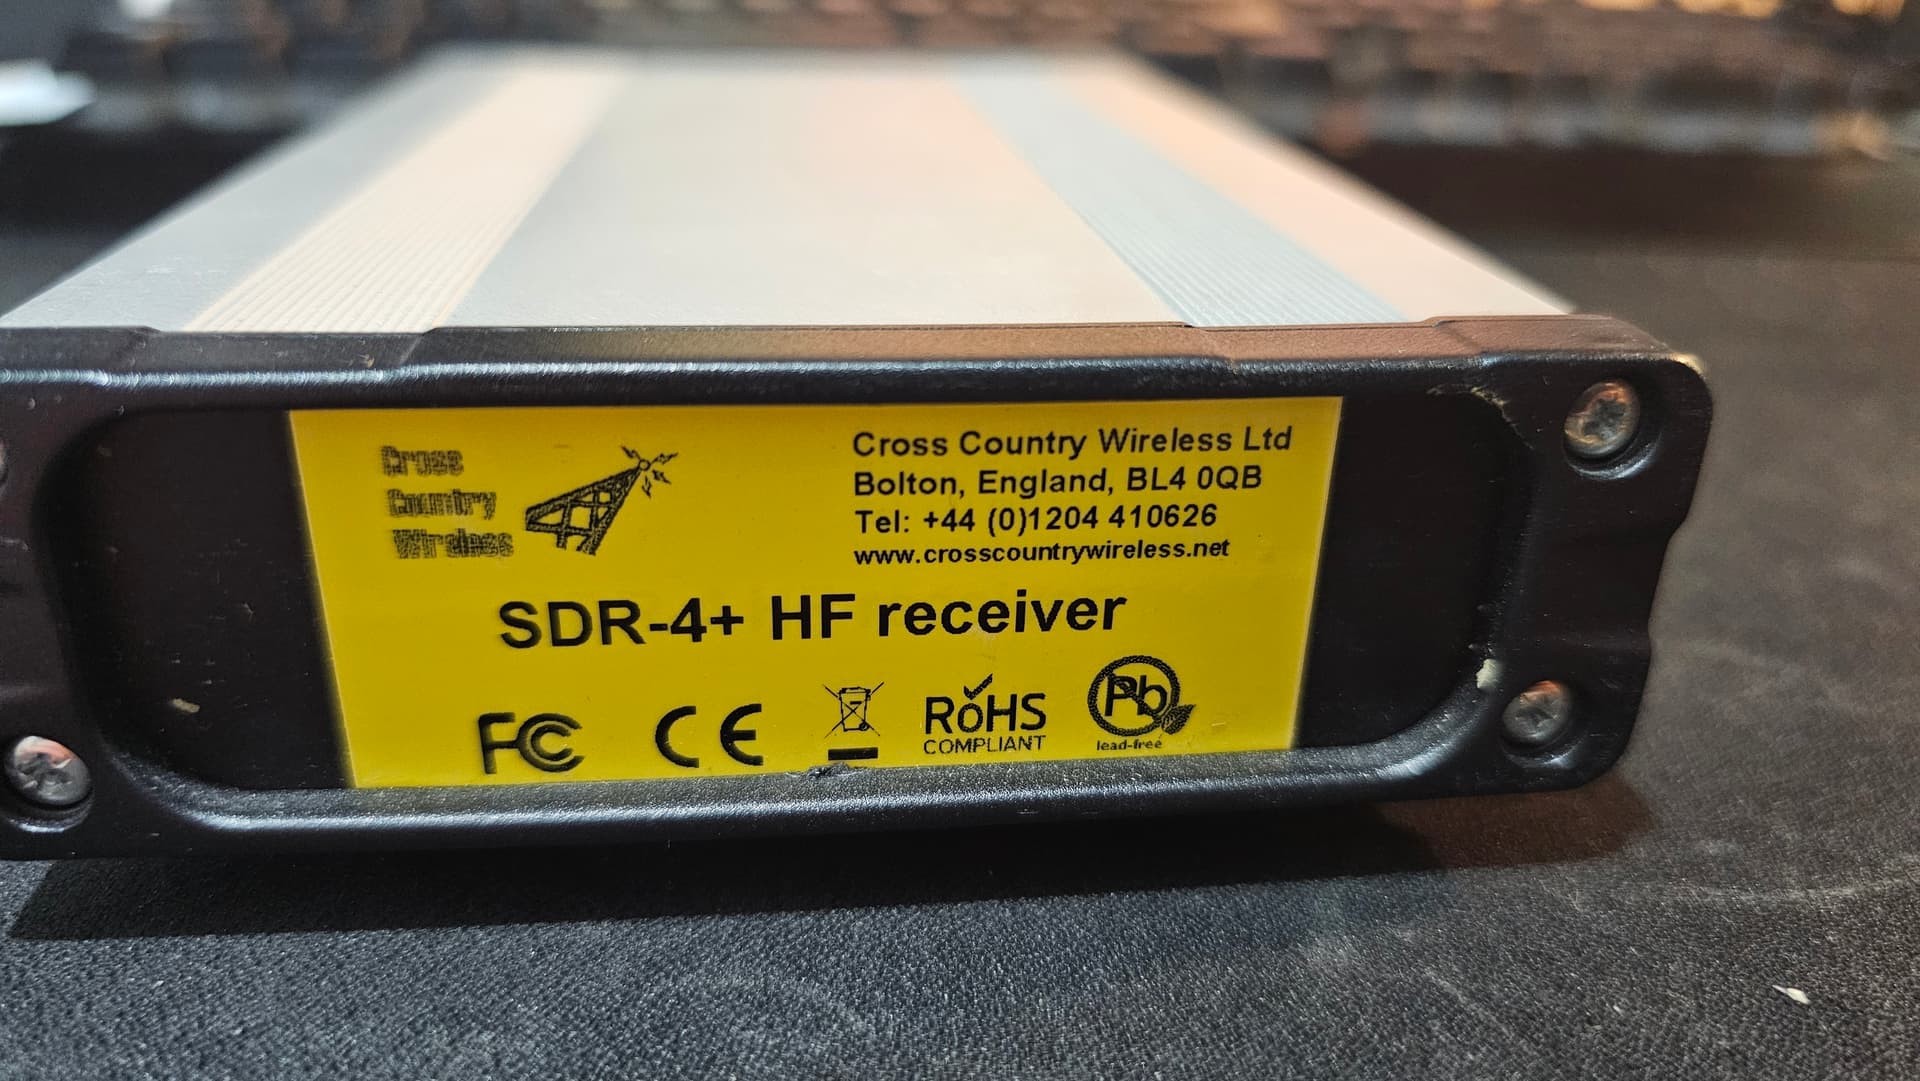 Cross
Country
Wireless
Cross Country Wireless Ltd
Bolton, England, BL4 0QB
Tel: +44 (0)1204 410626
www.crosscountrywireless.net
SDR-4+ HF receiver
FC CE RoHS Pb
COMPLIANT lead-free